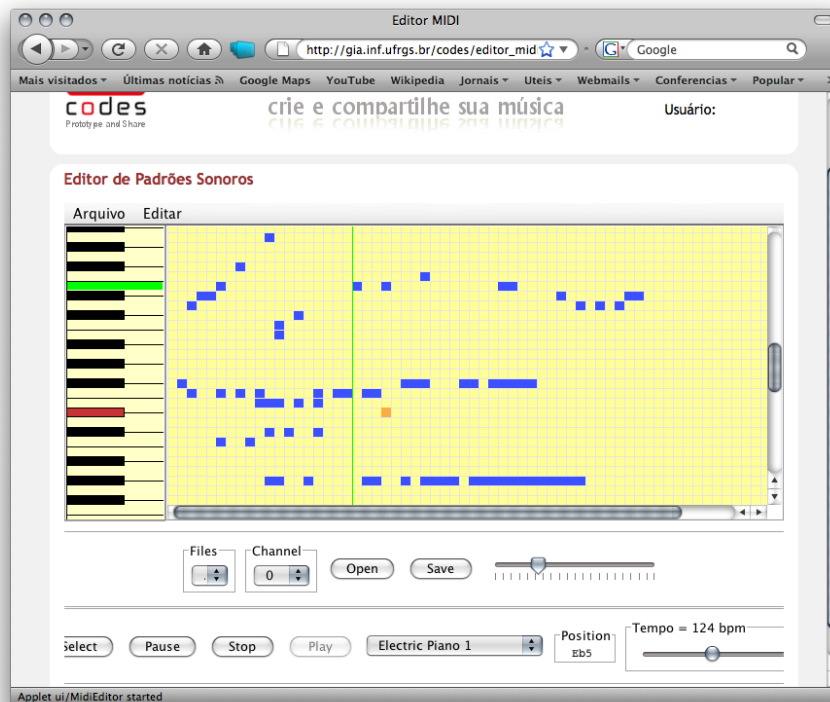 Editor MIDI
http://gia.inf.ufrgs.br/codes/editor_mid
G Google
Mais visitados Últimas notícias Google Maps YouTube Wikipedia Jornais Uteis Webmails Conferencias Popular
codes
Prototype and Share
crie e compartilhe sua música
Usuário:
Editor de Padrões Sonoros
Arquivo Editar
Files Channel
. 0 Open Save
Select Pause Stop Play Electric Piano 1
Position
Eb5
Tempo = 124 bpm
Applet ui/MidiEditor started